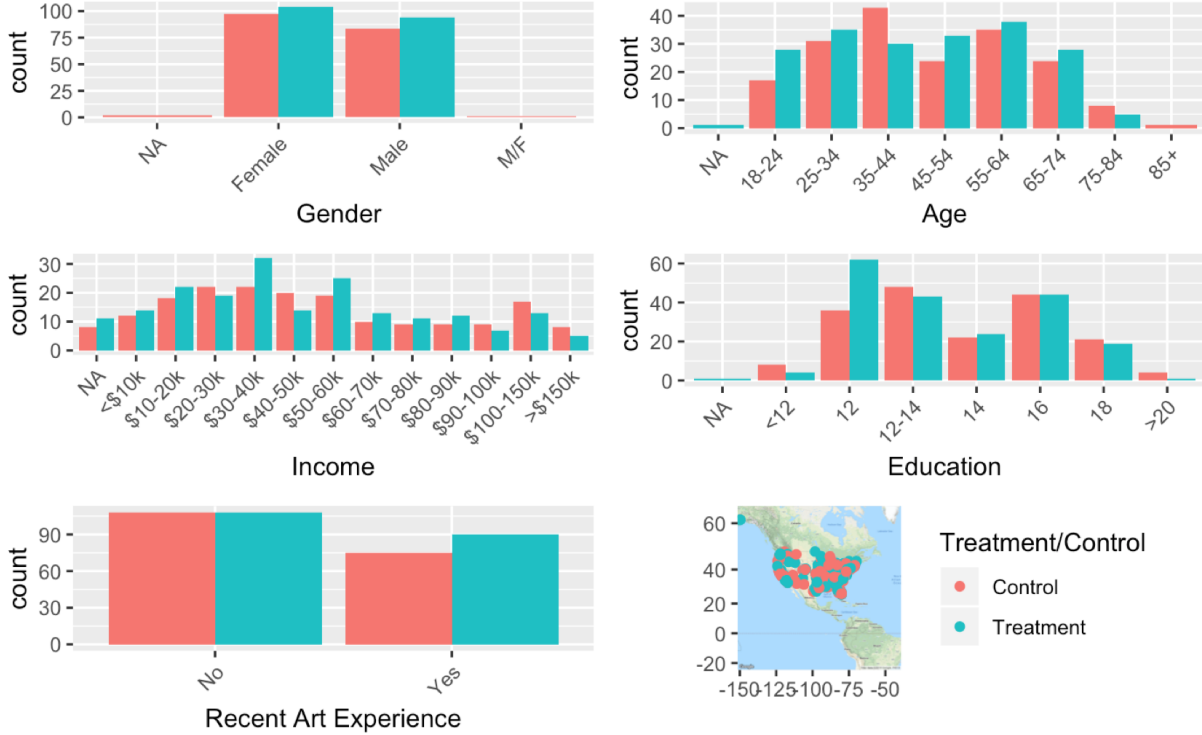 count
100
75
50
25
0
NA
Female
Male
M/F
Gender
count
40
30
20
10
0
NA
18-24
25-34
35-44
45-54
55-64
65-74
75-84
85+
Age
count
30
20
10
0
NA
<$10k
$10-20k
$20-30k
$30-40k
$40-50k
$50-60k
$60-70k
$70-80k
$80-90k
$90-100k
$100-150k
>$150k
Income
count
60
40
20
0
NA
<12
12
12-14
14
16
18
>20
Education
count
90
60
30
0
No
Yes
Recent Art Experience
60
40
20
0
-20
-150 -125 -100 -75 -50
Treatment/Control
Control
Treatment